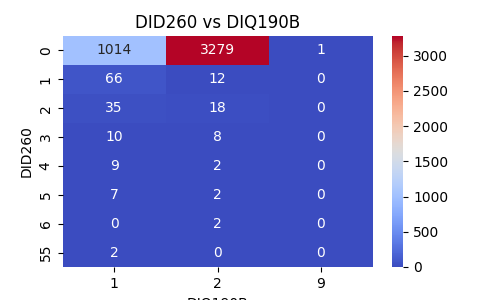 DID260 vs DIQ190B
0 1014 3279 1
1 66 12 0
2 35 18 0
3 10 8 0
4 9 2 0
5 7 2 0
6 0 2 0
55 2 0 0
1 2 9
DID260
DIQ190B
3000
2500
2000
1500
1000
500
0